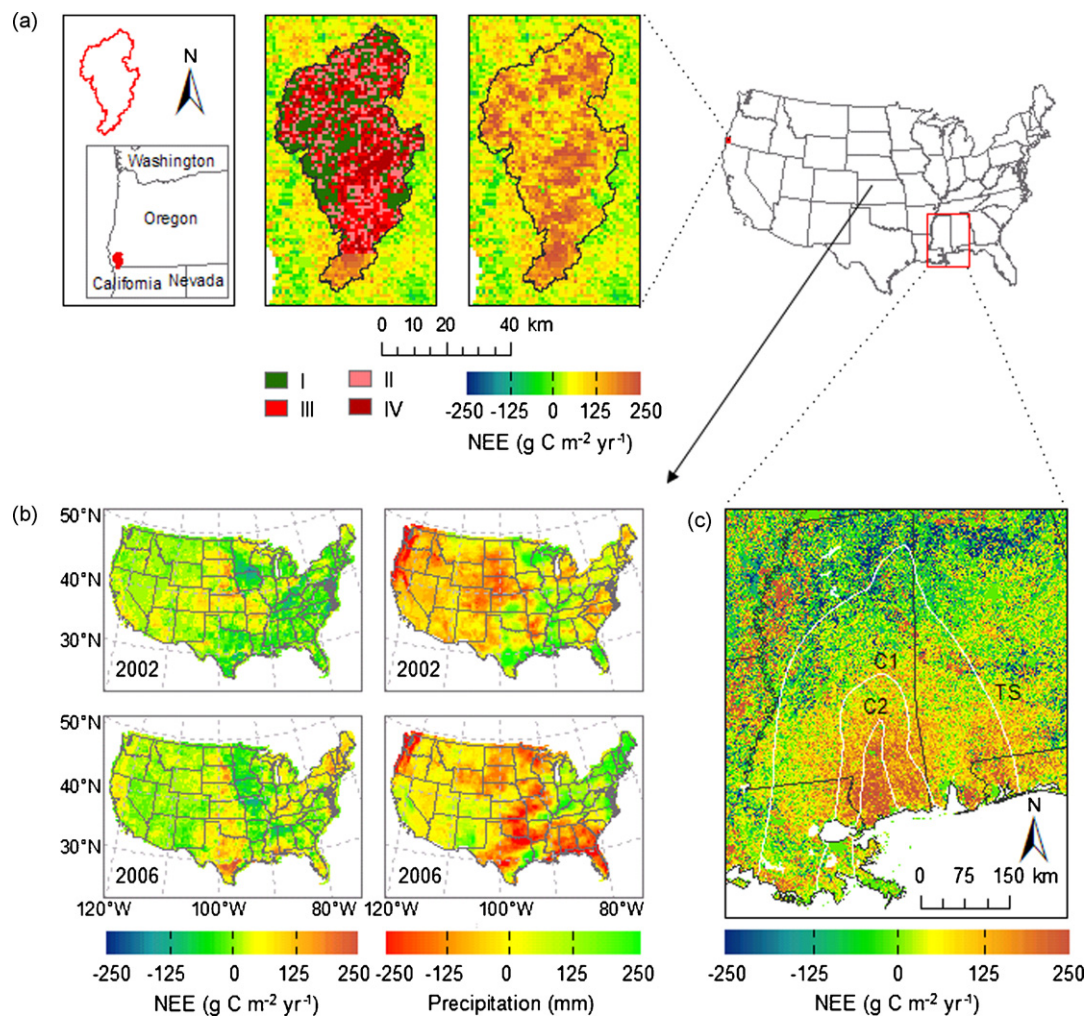 (a)
N
Washington
Oregon
California
Nevada
0 10 20 40 km
I
II
III
IV
-250 -125 0 125 250
NEE (g C m-2 yr-1)
(b)
50°N
40°N
30°N
2002
2002
50°N
40°N
30°N
2006
2006
120°W 100°W 80°W 120°W 100°W 80°W
-250 -125 0 125 250
NEE (g C m-2 yr-1)
-250 -125 0 125 250
Precipitation (mm)
(c)
C1
C2
TS
N
0 75 150 km
-250 -125 0 125 250
NEE (g C m-2 yr-1)